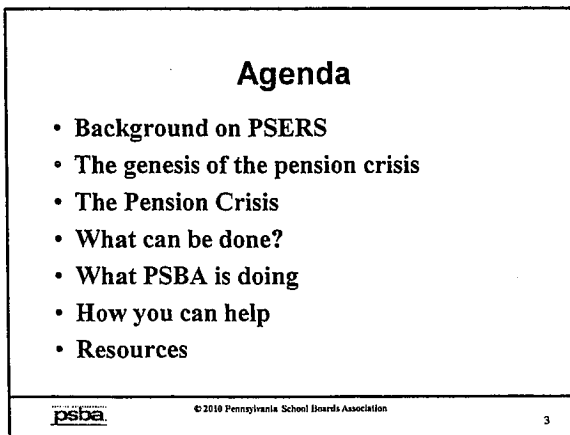 Agenda
• Background on PSERS
• The genesis of the pension crisis
• The Pension Crisis
• What can be done?
• What PSBA is doing
• How you can help
• Resources
psba.
© 2010 Pennsylvania School Boards Association
3